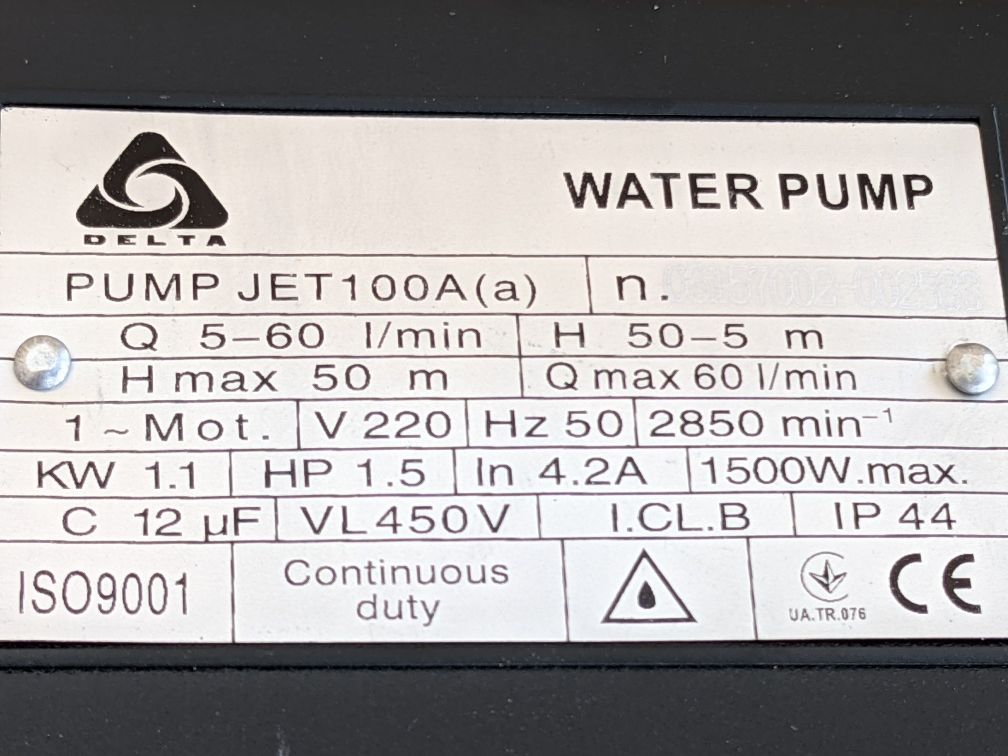 DELTA
WATER PUMP
PUMP JET100A(a) n.
Q 5–60 l/min H 50–5 m
H max 50 m Q max 60 l/min
1 ~ Mot. V 220 Hz 50 2850 min⁻¹
KW 1.1 HP 1.5 In 4.2A 1500W.max.
C 12 µF VL 450V I.CL.B IP 44
ISO9001 Continuous
duty
UA.TR.076
CE